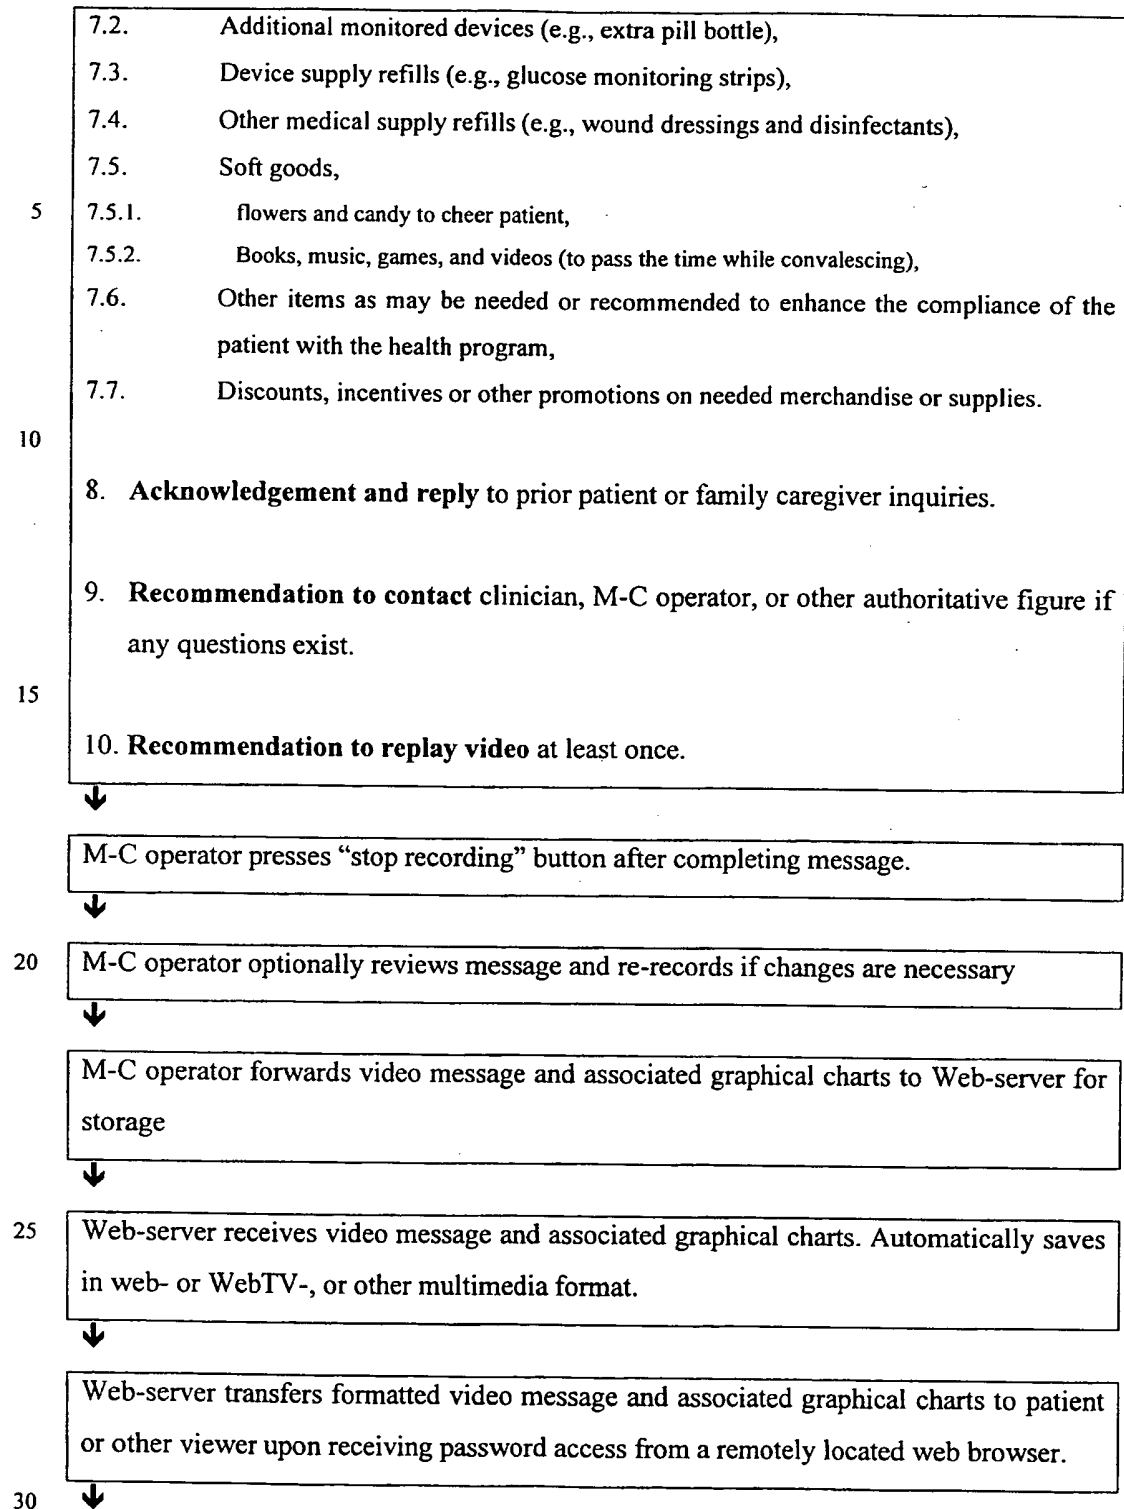 7.2. Additional monitored devices (e.g., extra pill bottle),
7.3. Device supply refills (e.g., glucose monitoring strips),
7.4. Other medical supply refills (e.g., wound dressings and disinfectants),
7.5. Soft goods,
5 7.5.1. flowers and candy to cheer patient,
7.5.2. Books, music, games, and videos (to pass the time while convalescing),
7.6. Other items as may be needed or recommended to enhance the compliance of the
patient with the health program,
7.7. Discounts, incentives or other promotions on needed merchandise or supplies.
10
8. Acknowledgement and reply to prior patient or family caregiver inquiries.
9. Recommendation to contact clinician, M-C operator, or other authoritative figure if
any questions exist.
15
10. Recommendation to replay video at least once.
M-C operator presses “stop recording” button after completing message.
20 M-C operator optionally reviews message and re-records if changes are necessary
M-C operator forwards video message and associated graphical charts to Web-server for
storage
25 Web-server receives video message and associated graphical charts. Automatically saves
in web- or WebTV-, or other multimedia format.
Web-server transfers formatted video message and associated graphical charts to patient
or other viewer upon receiving password access from a remotely located web browser.
30